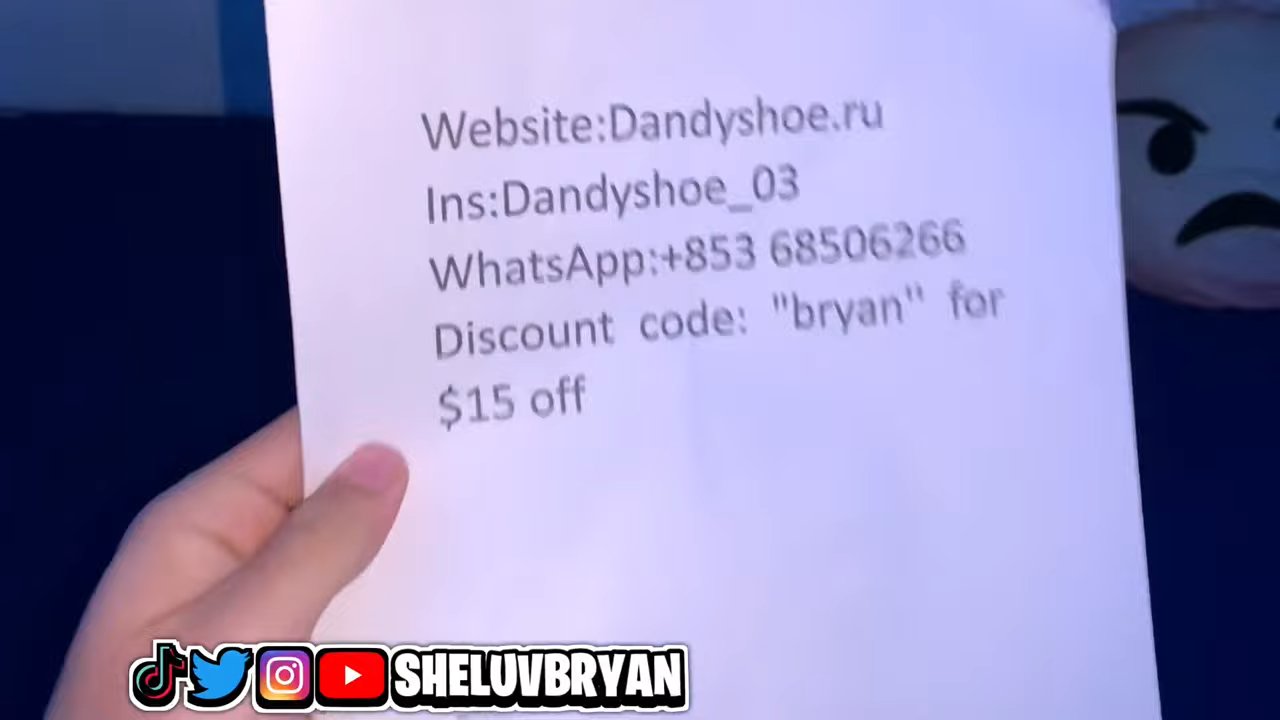 Website:Dandyshoe.ru
Ins:Dandyshoe_03
WhatsApp:+853 68506266
Discount code: "bryan" for
$15 off
SHELUVBRYAN